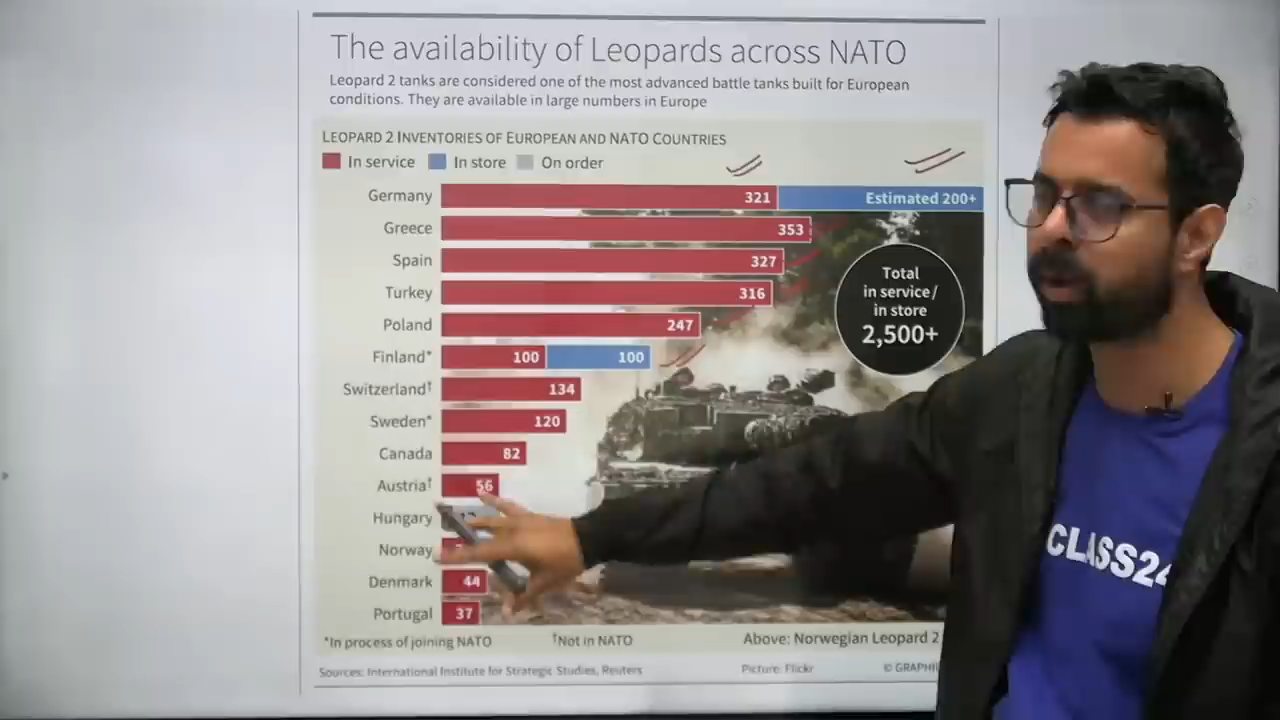 The availability of Leopards across NATO
Leopard 2 tanks are considered one of the most advanced battle tanks built for European
conditions. They are available in large numbers in Europe
LEOPARD 2 INVENTORIES OF EUROPEAN AND NATO COUNTRIES
In service In store On order
Germany 321 Estimated 200+
Greece 353
Spain 327
Turkey 316
Poland 247
Finland* 100 100
Switzerland† 134
Sweden* 120
Canada 82
Austria† 56
Hungary
Norway
Denmark 44
Portugal 37
Total
in service/
in store
2,500+
*In process of joining NATO †Not in NATO Above: Norwegian Leopard 2
Sources: International Institute for Strategic Studies, Reuters Picture: Flickr ©
CLASS24